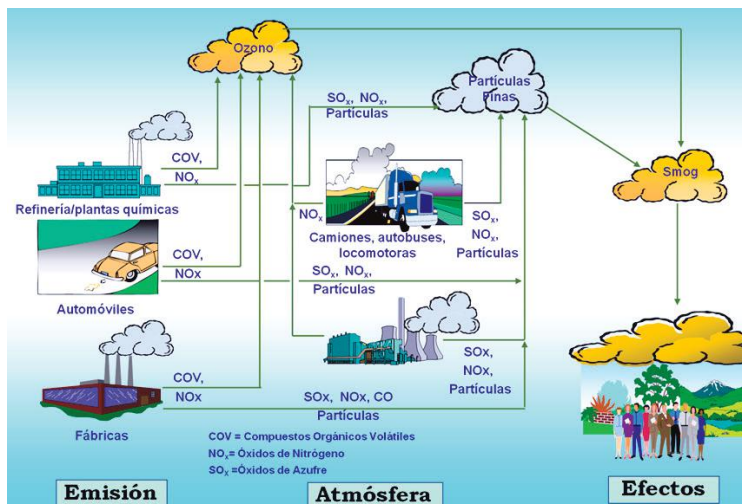 Ozono
Partículas
Finas
SOₓ, NOₓ,
Partículas
COV,
NOₓ
Smog
Refinería/plantas químicas
NOₓ
Camiones, autobuses,
locomotoras
SOₓ,
NOₓ,
Partículas
COV,
NOx
SOₓ, NOₓ,
Partículas
Automóviles
SOx,
NOx,
Partículas
COV,
NOx
SOx, NOx, CO
Partículas
Fábricas
COV = Compuestos Orgánicos Volàtiles
NOₓ= Óxidos de Nitrógeno
SOₓ =Óxidos de Azufre
Emisión
Atmósfera
Efectos